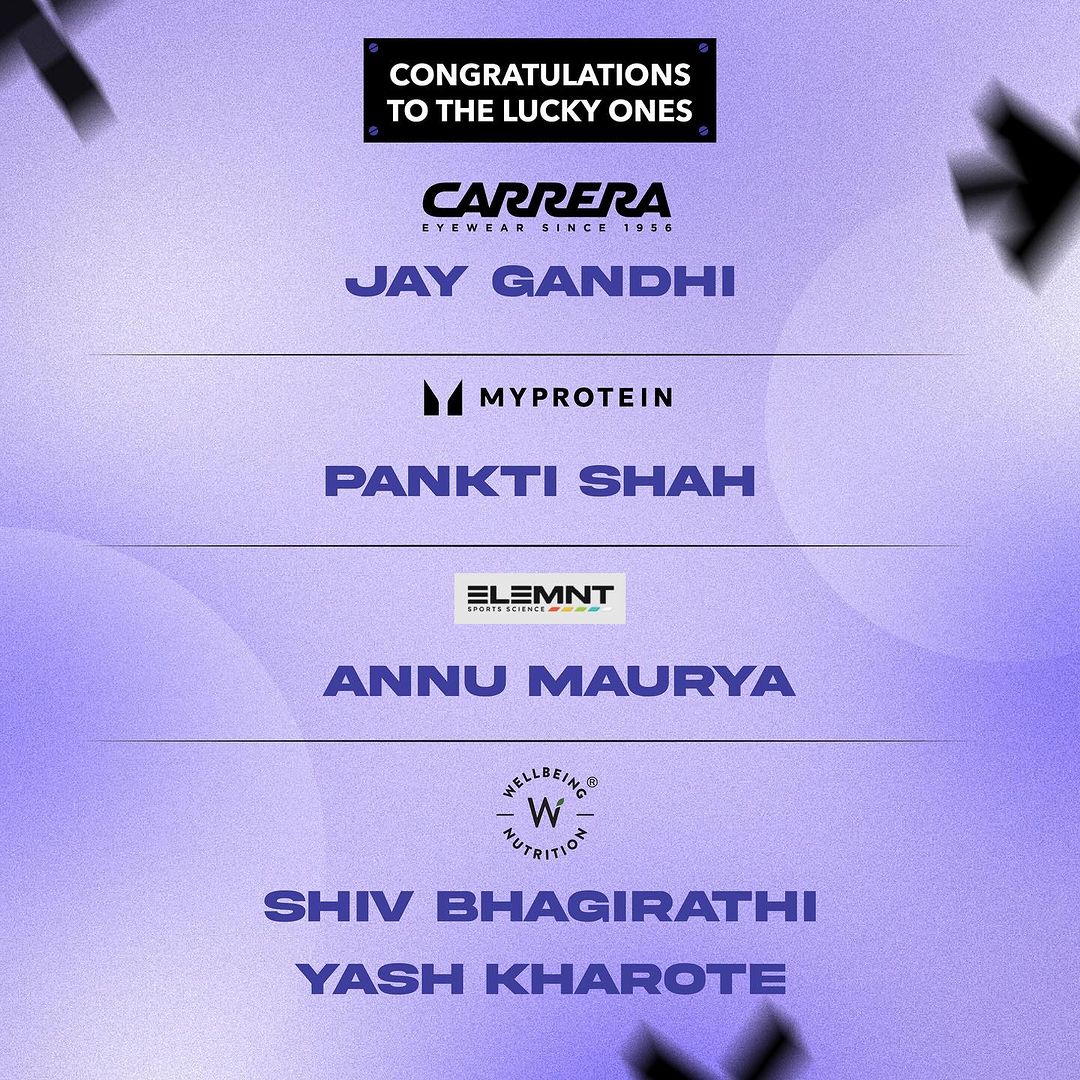 CONGRATULATIONS
TO THE LUCKY ONES
CARRERA
EYEWEAR SINCE 1956
JAY GANDHI
MYPROTEIN
PANKTI SHAH
ELEMNT
SPORTS SCIENCE
ANNU MAURYA
WELLBEING ®
W
NUTRITION
SHIV BHAGIRATHI
YASH KHAROTE